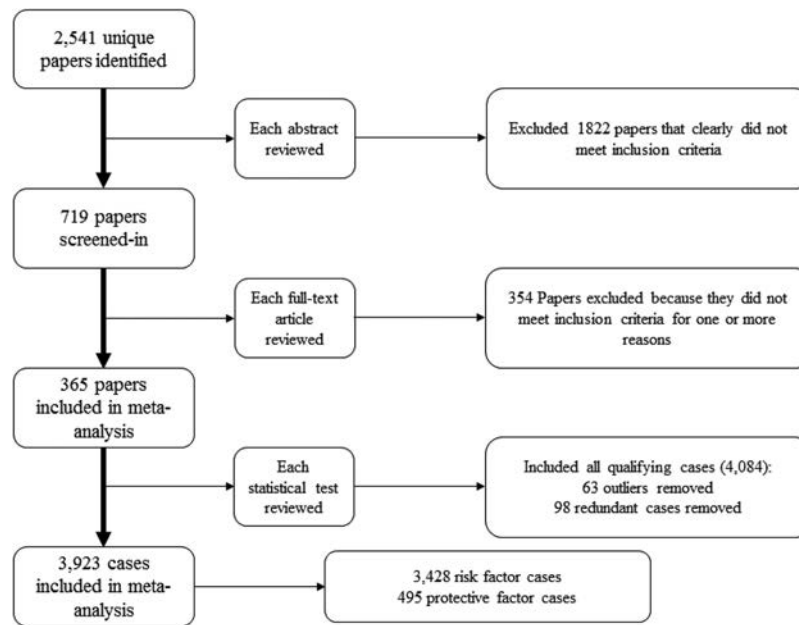 2,541 unique
papers identified
Each abstract
reviewed
Excluded 1822 papers that clearly did not
meet inclusion criteria
719 papers
screened-in
Each full-text
article
reviewed
354 Papers excluded because they did not
meet inclusion criteria for one or more
reasons
365 papers
included in meta-
analysis
Each
statistical test
reviewed
Included all qualifying cases (4,084):
63 outliers removed
98 redundant cases removed
3,923 cases
included in meta-
analysis
3,428 risk factor cases
495 protective factor cases